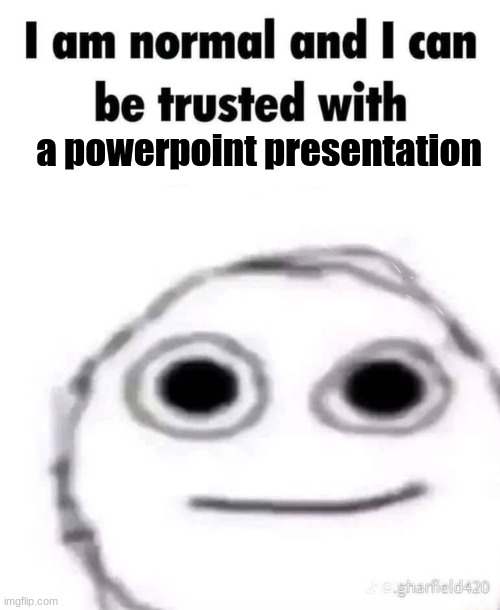 I am normal and I can
be trusted with
a powerpoint presentation
.gharfield420
imgflip.com